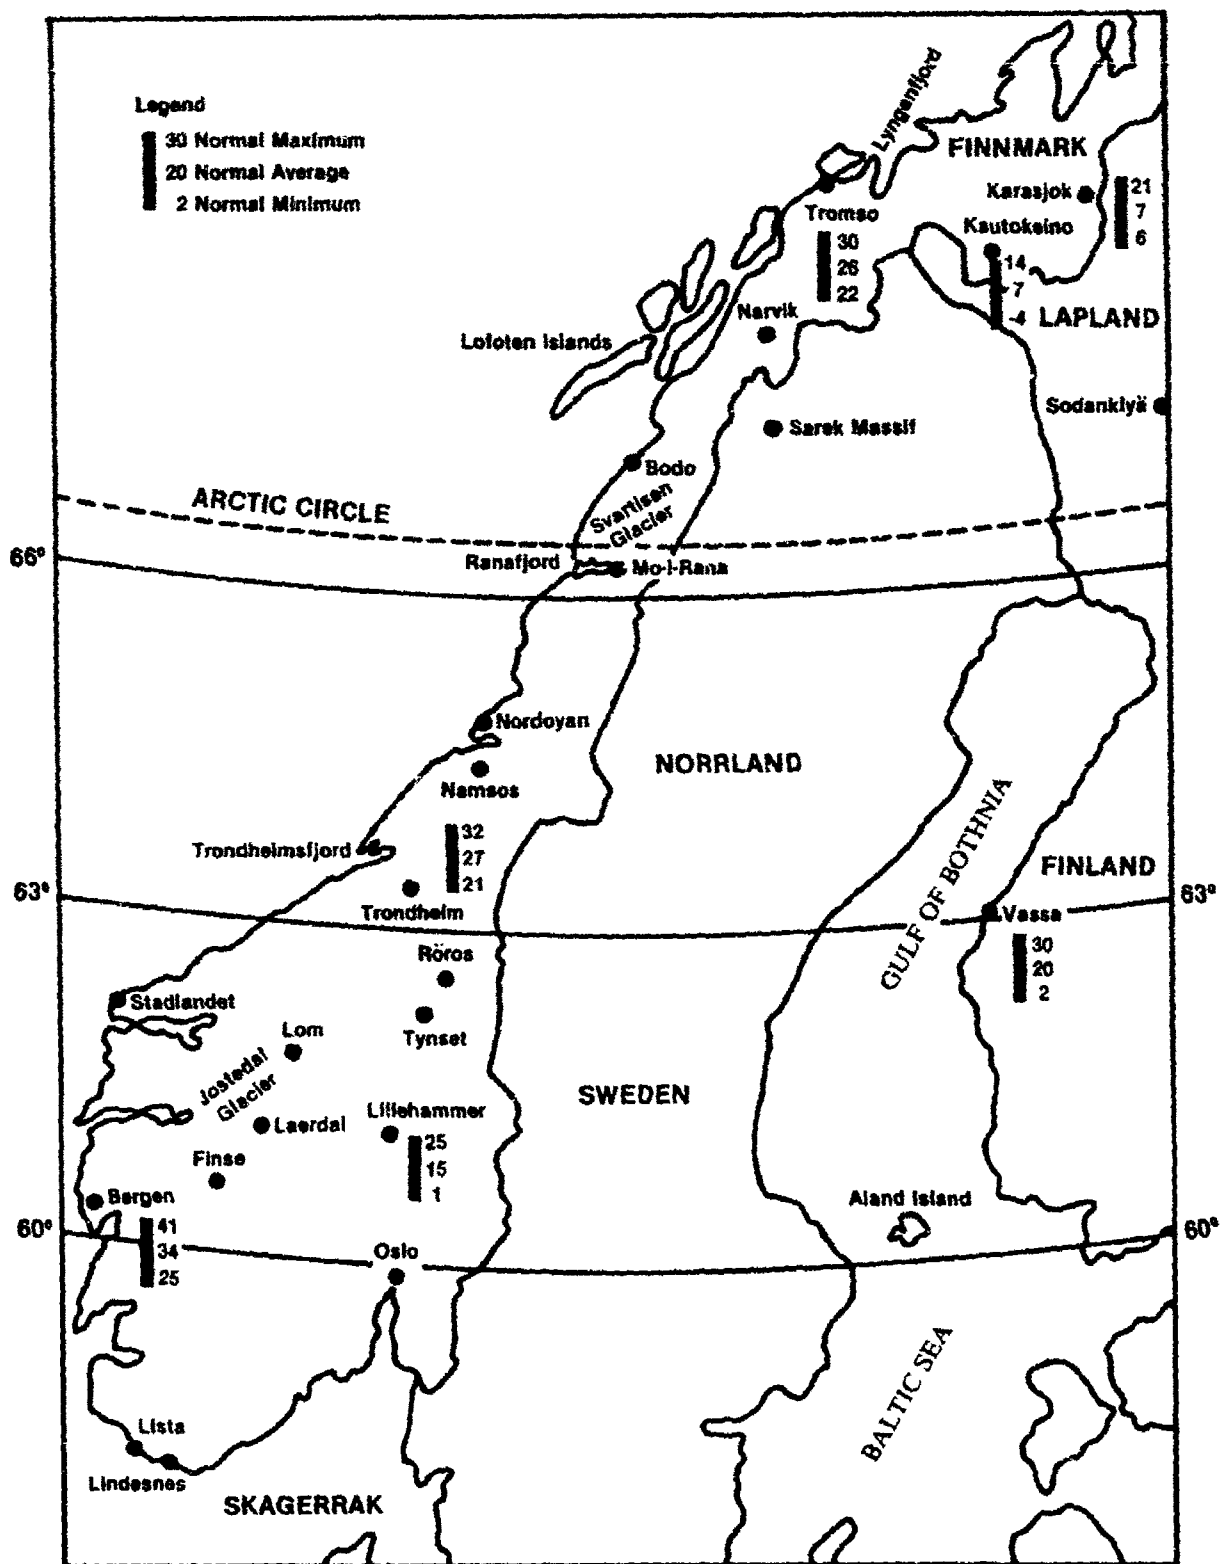 Legend
30 Normal Maximum
20 Normal Average
2 Normal Minimum
Lyngenfjord
FINNMARK
Karasjok
21
7
6
Tromso
30
26
22
Kautokeino
14
7
-4
LAPLAND
Narvik
Lofoten Islands
Sodanklyä
Sarek Massif
Bodo
ARCTIC CIRCLE
Svartisen
Glacier
66°
Ranafjord
Mo-I-Rana
Nordoyan
NORRLAND
Namsos
32
27
21
Trondheimsfjord
GULF OF BOTHNIA
FINLAND
63°
63°
Trondheim
Vassa
30
20
2
Röros
Stadlandet
Tynset
Lom
Jostedal
Glacier
SWEDEN
Lillehammer
25
15
1
Laerdal
Finse
Bergen
41
34
25
Aland Island
60°
60°
Oslo
BALTIC SEA
Lista
Lindesnes
SKAGERRAK